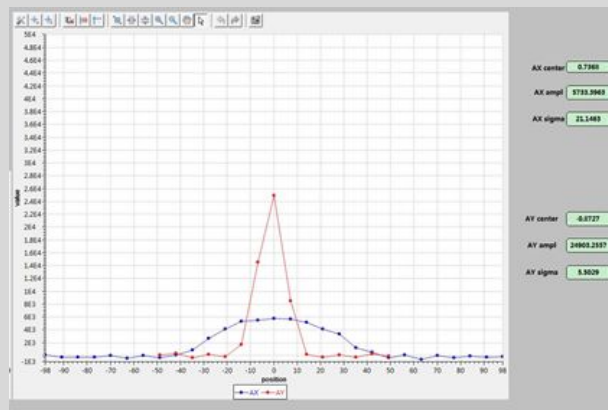 5E4
4.8E4
4.6E4
4.4E4
4.2E4
4E4
3.8E4
3.6E4
3.4E4
3.2E4
3E4
2.8E4
2.6E4
2.4E4
2.2E4
2E4
1.8E4
1.6E4
1.4E4
1.2E4
1E4
8E3
6E3
4E3
2E3
0
-1E3
value
-98 -90 -80 -70 -60 -50 -40 -30 -20 -10 0 10 20 30 40 50 60 70 80 90 98
position
AX AY
AX center 0.7368
AX ampl 5733.3963
AX sigma 21.1463
AY center -0.0727
AY ampl 24903.2337
AY sigma 5.5029